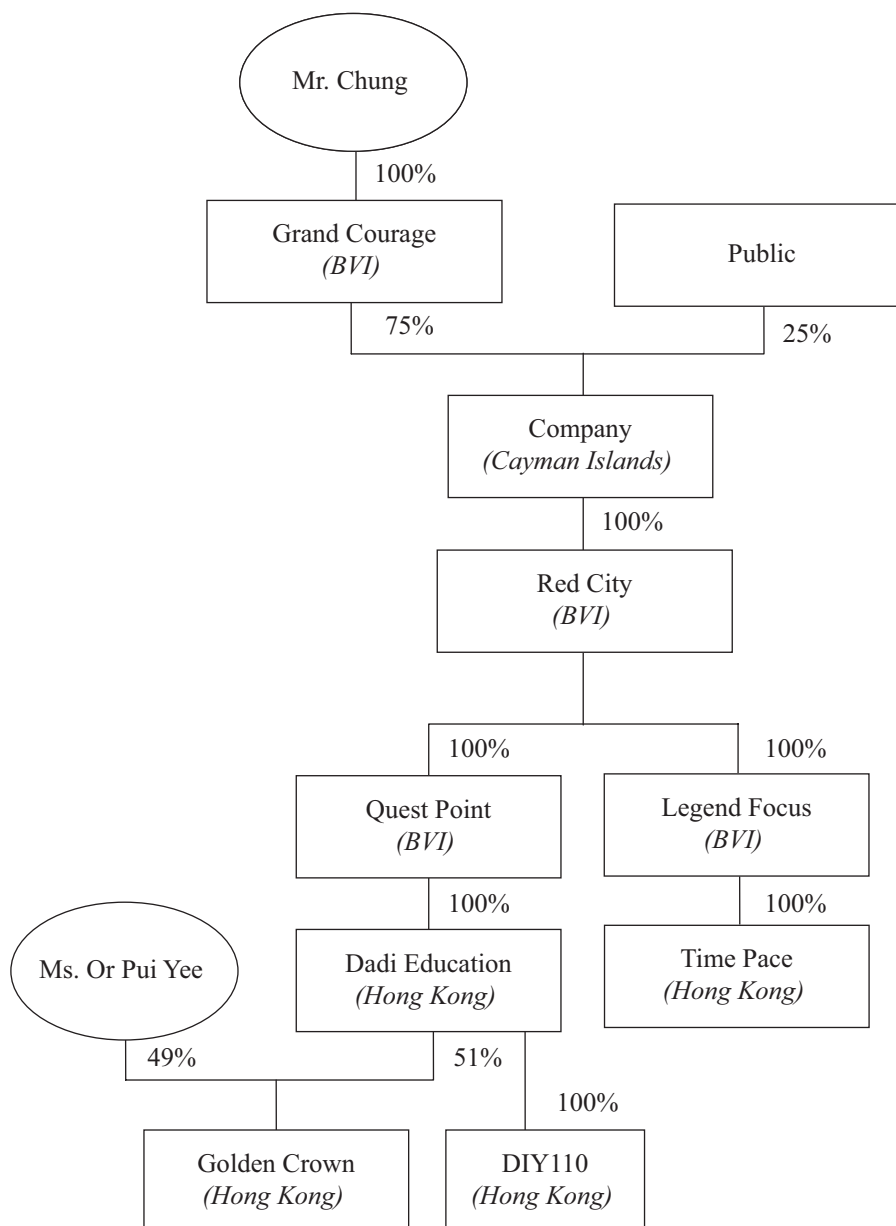 Mr. Chung
100%
Grand Courage
(BVI)
Public
75%
25%
Company
(Cayman Islands)
100%
Red City
(BVI)
100%
100%
Quest Point
(BVI)
Legend Focus
(BVI)
100%
100%
Ms. Or Pui Yee
Dadi Education
(Hong Kong)
Time Pace
(Hong Kong)
49%
51%
100%
Golden Crown
(Hong Kong)
DIY110
(Hong Kong)